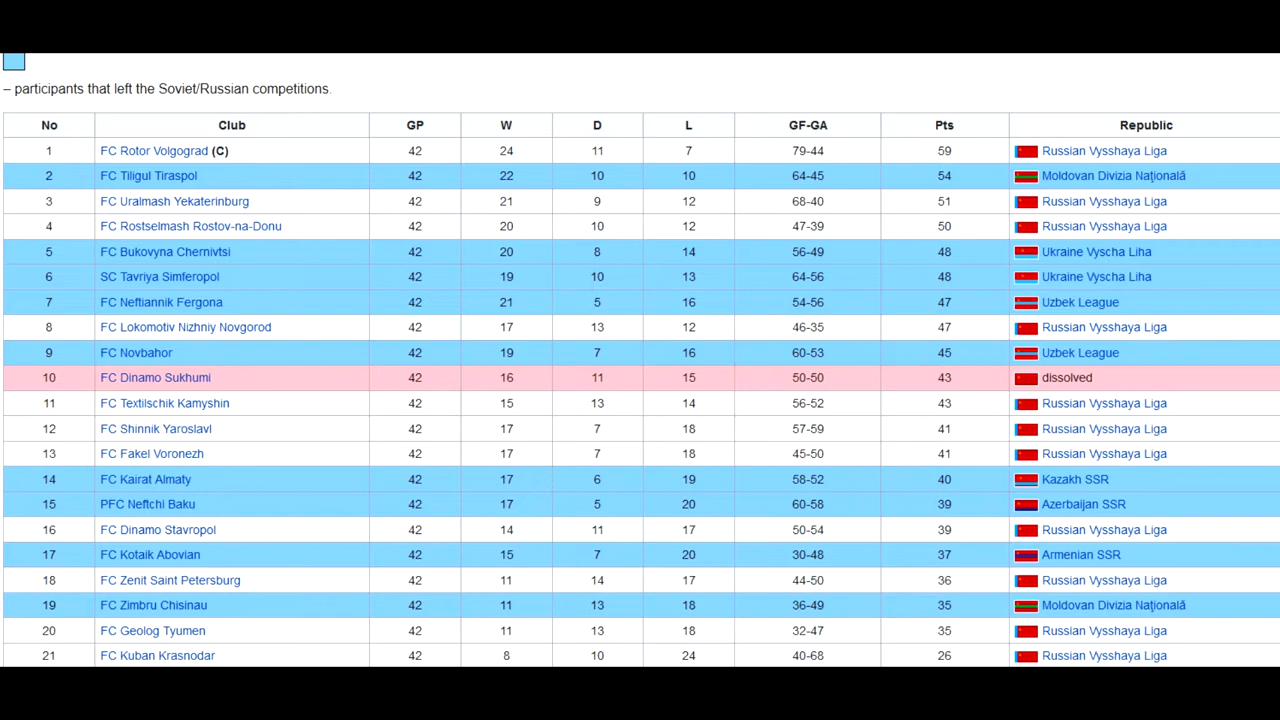 – participants that left the Soviet/Russian competitions.
No Club GP W D L GF-GA Pts Republic
1 FC Rotor Volgograd (C) 42 24 11 7 79-44 59 Russian Vysshaya Liga
2 FC Tiligul Tiraspol 42 22 10 10 64-45 54 Moldovan Divizia Naţională
3 FC Uralmash Yekaterinburg 42 21 9 12 68-40 51 Russian Vysshaya Liga
4 FC Rostselmash Rostov-na-Donu 42 20 10 12 47-39 50 Russian Vysshaya Liga
5 FC Bukovyna Chernivtsi 42 20 8 14 56-49 48 Ukraine Vyscha Liha
6 SC Tavriya Simferopol 42 19 10 13 64-56 48 Ukraine Vyscha Liha
7 FC Neftiannik Fergona 42 21 5 16 54-56 47 Uzbek League
8 FC Lokomotiv Nizhniy Novgorod 42 17 13 12 46-35 47 Russian Vysshaya Liga
9 FC Novbahor 42 19 7 16 60-53 45 Uzbek League
10 FC Dinamo Sukhumi 42 16 11 15 50-50 43 dissolved
11 FC Textilschik Kamyshin 42 15 13 14 56-52 43 Russian Vysshaya Liga
12 FC Shinnik Yaroslavl 42 17 7 18 57-59 41 Russian Vysshaya Liga
13 FC Fakel Voronezh 42 17 7 18 45-50 41 Russian Vysshaya Liga
14 FC Kairat Almaty 42 17 6 19 58-52 40 Kazakh SSR
15 PFC Neftchi Baku 42 17 5 20 60-58 39 Azerbaijan SSR
16 FC Dinamo Stavropol 42 14 11 17 50-54 39 Russian Vysshaya Liga
17 FC Kotaik Abovian 42 15 7 20 30-48 37 Armenian SSR
18 FC Zenit Saint Petersburg 42 11 14 17 44-50 36 Russian Vysshaya Liga
19 FC Zimbru Chisinau 42 11 13 18 36-49 35 Moldovan Divizia Naţională
20 FC Geolog Tyumen 42 11 13 18 32-47 35 Russian Vysshaya Liga
21 FC Kuban Krasnodar 42 8 10 24 40-68 26 Russian Vysshaya Liga